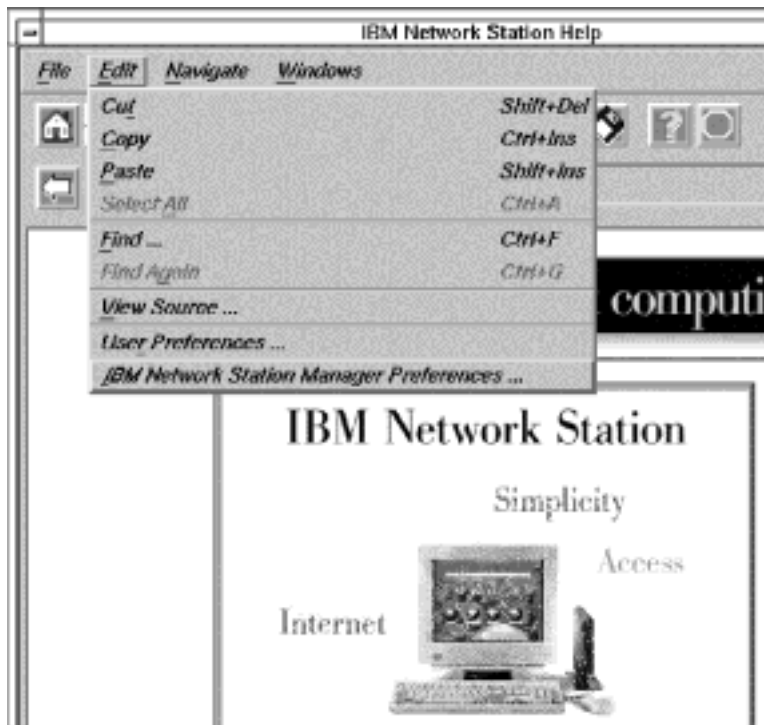 IBM Network Station Help
File Edit Navigate Windows
Cut Shift+Del
Copy Ctrl+Ins
Paste Shift+Ins
Select All Ctrl+A
Find ... Ctrl+F
Find Again Ctrl+G
View Source ...
User Preferences ...
IBM Network Station Manager Preferences ...
computi
IBM Network Station
Simplicity
Access
Internet